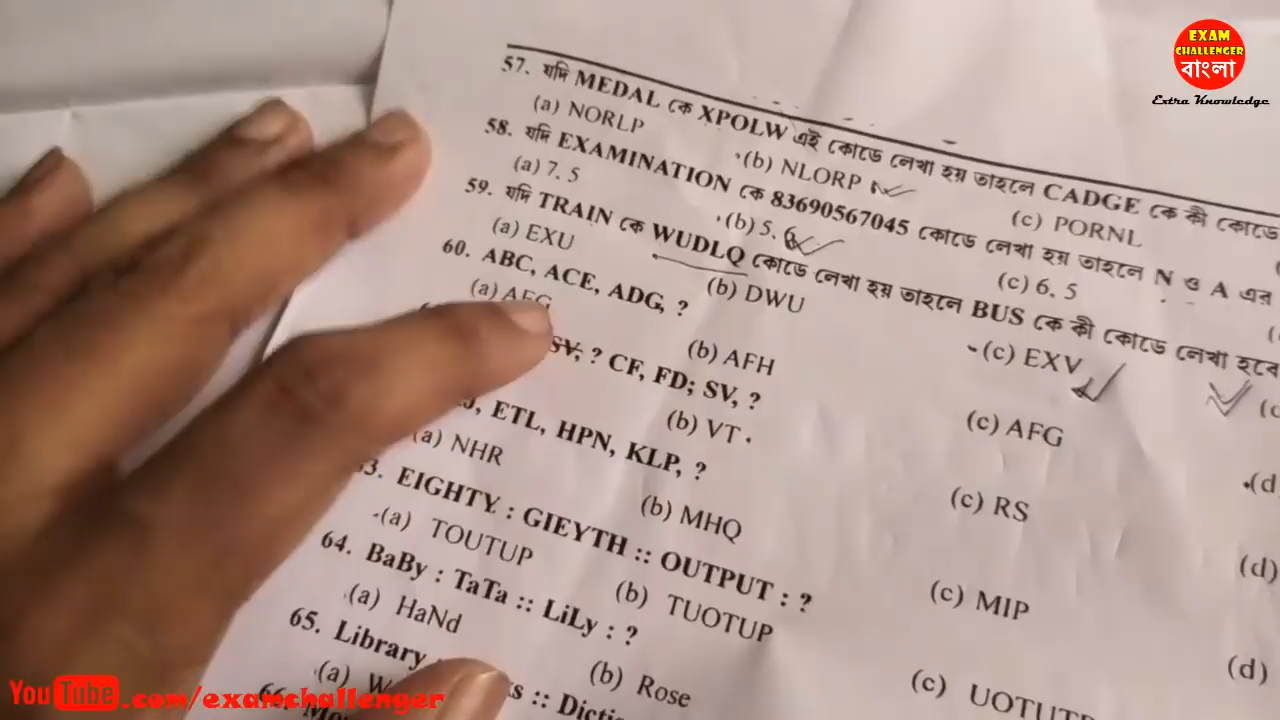 EXAM
CHALLENGER
বাংলা
Extra Knowledge
57. যদি MEDAL কে XPOLW এই কোডে লেখা হয় তাহলে CADGE কে কী কোডে
(a) NORLP (b) NLORP (c) PORNL
58. যদি EXAMINATION কে 83690567045 কোডে লেখা হয় তাহলে N ও A এর
(a) 7. 5 (b) 5. 6 (c) 6. 5
59. যদি TRAIN কে WUDLQ কোডে লেখা হয় তাহলে BUS কে কী কোডে লেখা হবে
(a) EXU (b) DWU (c) EXV
60. ABC, ACE, ADG, ?
(a) AFG (b) AFH (c) AFG (d
SV, ? CF, FD; SV, ?
(b) VT (c) RS (d)
ETL, HPN, KLP, ?
(a) NHR (b) MHQ (c) MIP (d)
EIGHTY : GIEYTH :: OUTPUT : ?
(a) TOUTUP (b) TUOTUP (c)
64. BaBy : TaTa :: LiLy : ?
(a) HaNd (b) Rose
65. Library :: 
(a)
66.
YouTube.com/examchallenger